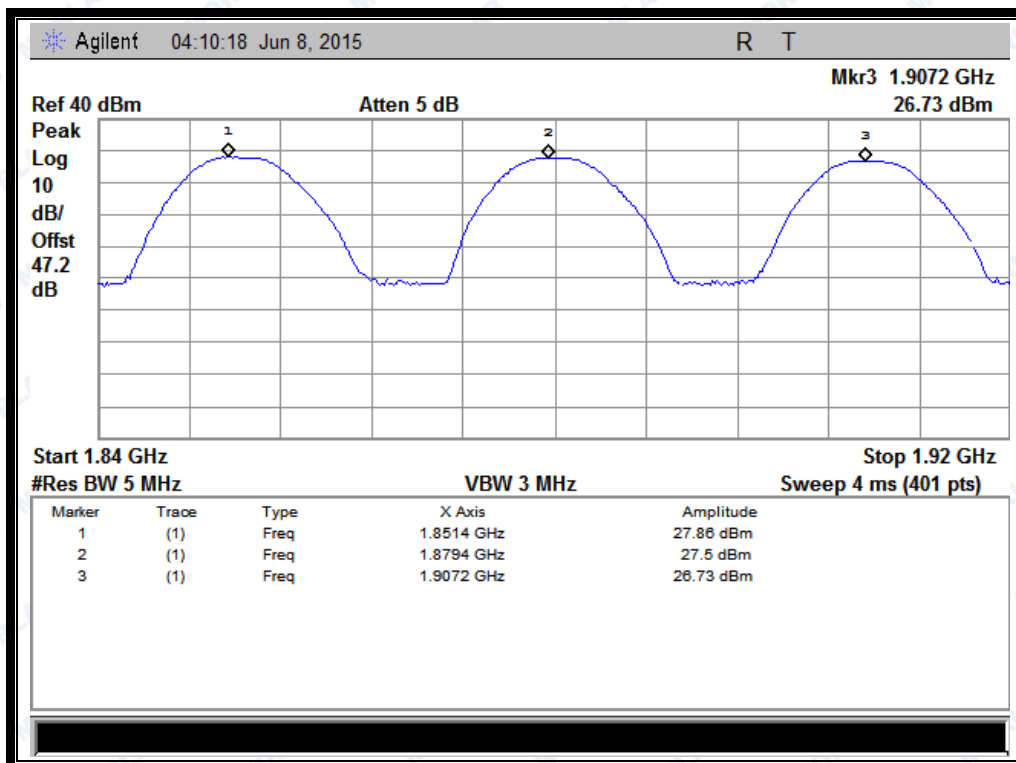 Agilent 04:10:18 Jun 8, 2015 R T
Mkr3 1.9072 GHz
Ref 40 dBm Atten 5 dB 26.73 dBm
Peak
Log
10
dB/
Offst
47.2
dB
1 2 3
Start 1.84 GHz Stop 1.92 GHz
#Res BW 5 MHz VBW 3 MHz Sweep 4 ms (401 pts)
Marker Trace Type X Axis Amplitude
1 (1) Freq 1.8514 GHz 27.86 dBm
2 (1) Freq 1.8794 GHz 27.5 dBm
3 (1) Freq 1.9072 GHz 26.73 dBm